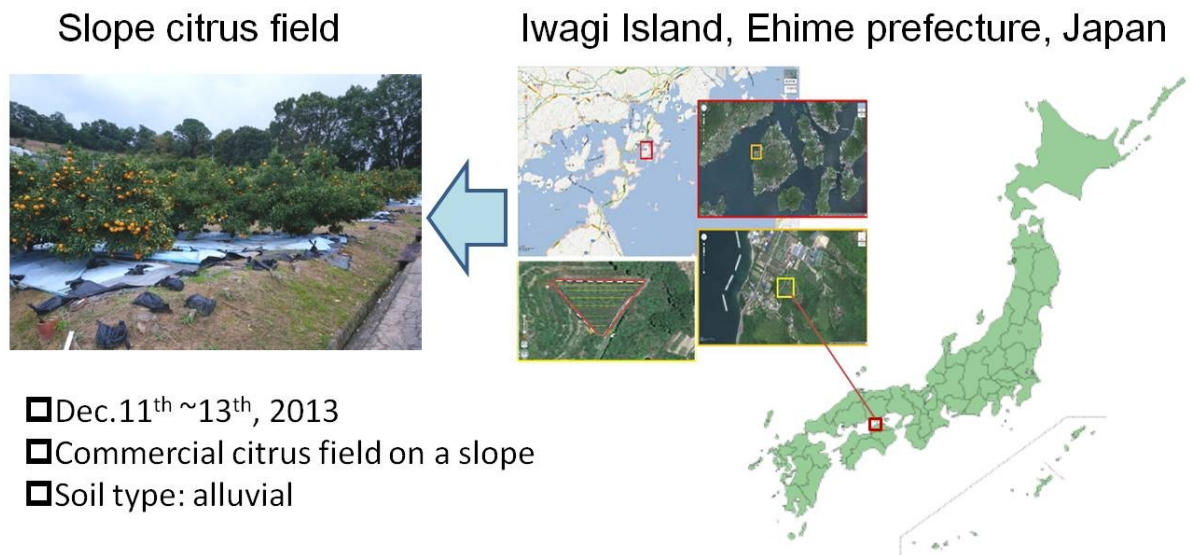 Slope citrus field
Iwagi Island, Ehime prefecture, Japan
Dec.11th ~13th, 2013
Commercial citrus field on a slope
Soil type: alluvial